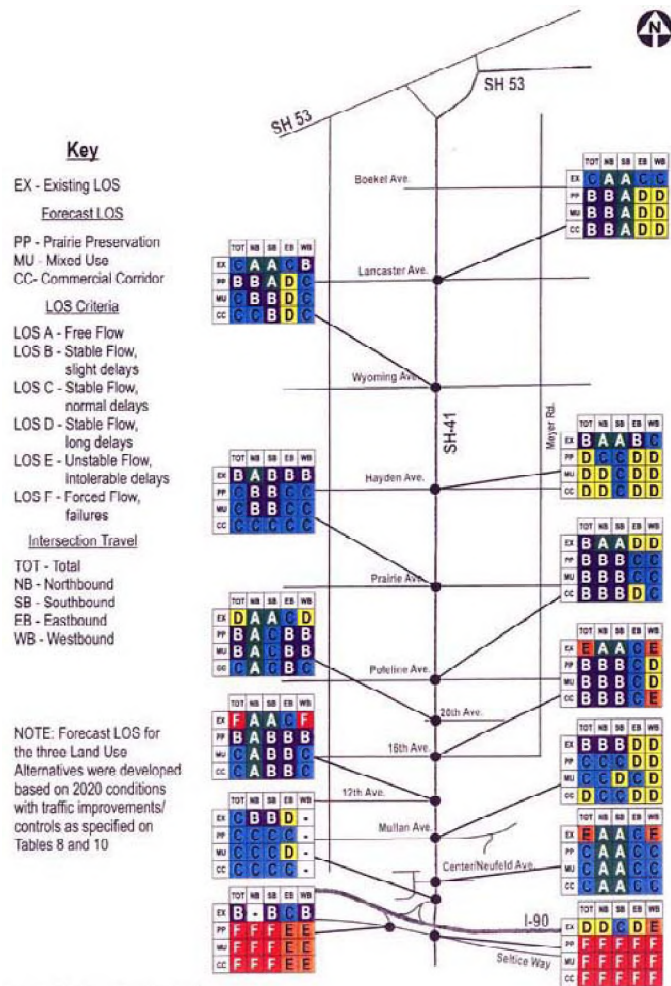 N
SH 53
SH 53
Key
EX - Existing LOS
Forecast LOS
PP - Prairie Preservation
MU - Mixed Use
CC- Commercial Corridor
LOS Criteria
LOS A - Free Flow
LOS B - Stable Flow,
slight delays
LOS C - Stable Flow,
normal delays
LOS D - Stable Flow,
long delays
LOS E - Unstable Flow,
intolerable delays
LOS F - Forced Flow,
failures
Intersection Travel
TOT - Total
NB - Northbound
SB - Southbound
EB - Eastbound
WB - Westbound
NOTE: Forecast LOS for
the three Land Use
Alternatives were developed
based on 2020 conditions
with traffic improvements/
controls as specified on
Tables 8 and 10
Boekel Ave.
TOT NB SB EB WB
EX C A A C C
PP B B A D D
MU B B A D D
CC B B A D D
Lancaster Ave.
TOT NB SB EB WB
EX C A A C B
PP B B A D C
MU C B B D C
CC C C B D C
Wyoming Ave.
SH-41
Meyer Rd.
TOT NB SB EB WB
EX B A A B C
PP D C C D D
MU D D C D D
CC D D C D D
Hayden Ave.
TOT NB SB EB WB
EX B A B B B
PP C B B C C
MU C B B C C
CC C C C C C
Prairie Ave.
TOT NB SB EB WB
EX B A A D D
PP B B B C C
MU B B B C C
CC B B B D C
Poleline Ave.
TOT NB SB EB WB
EX D A A C D
PP B A C B B
MU B A C B B
CC C A C B C
20th Ave.
TOT NB SB EB WB
EX E A A C E
PP B B B C D
MU B B B C D
CC B B B C E
16th Ave.
TOT NB SB EB WB
EX F A A C F
PP B A B B B
MU C A B B C
CC C A B B C
12th Ave.
TOT NB SB EB WB
EX B B B D D
PP C C C D D
MU C C D C D
CC D C C D D
Mullan Ave.
TOT NB SB EB WB
EX C B B D -
PP C C C C -
MU C C C D -
CC C C C C -
Center/Neufeld Ave.
TOT NB SB EB WB
EX E A A C E
PP C A A C C
MU C A A C C
CC C A A C C
I-90
TOT NB SB EB WB
EX B - B C B
PP F F F E E
MU F F F E E
CC F F F E E
Seltice Way
TOT NB SB EB WB
EX D D C D E
PP F F F F F
MU F F F F F
CC F F F F F